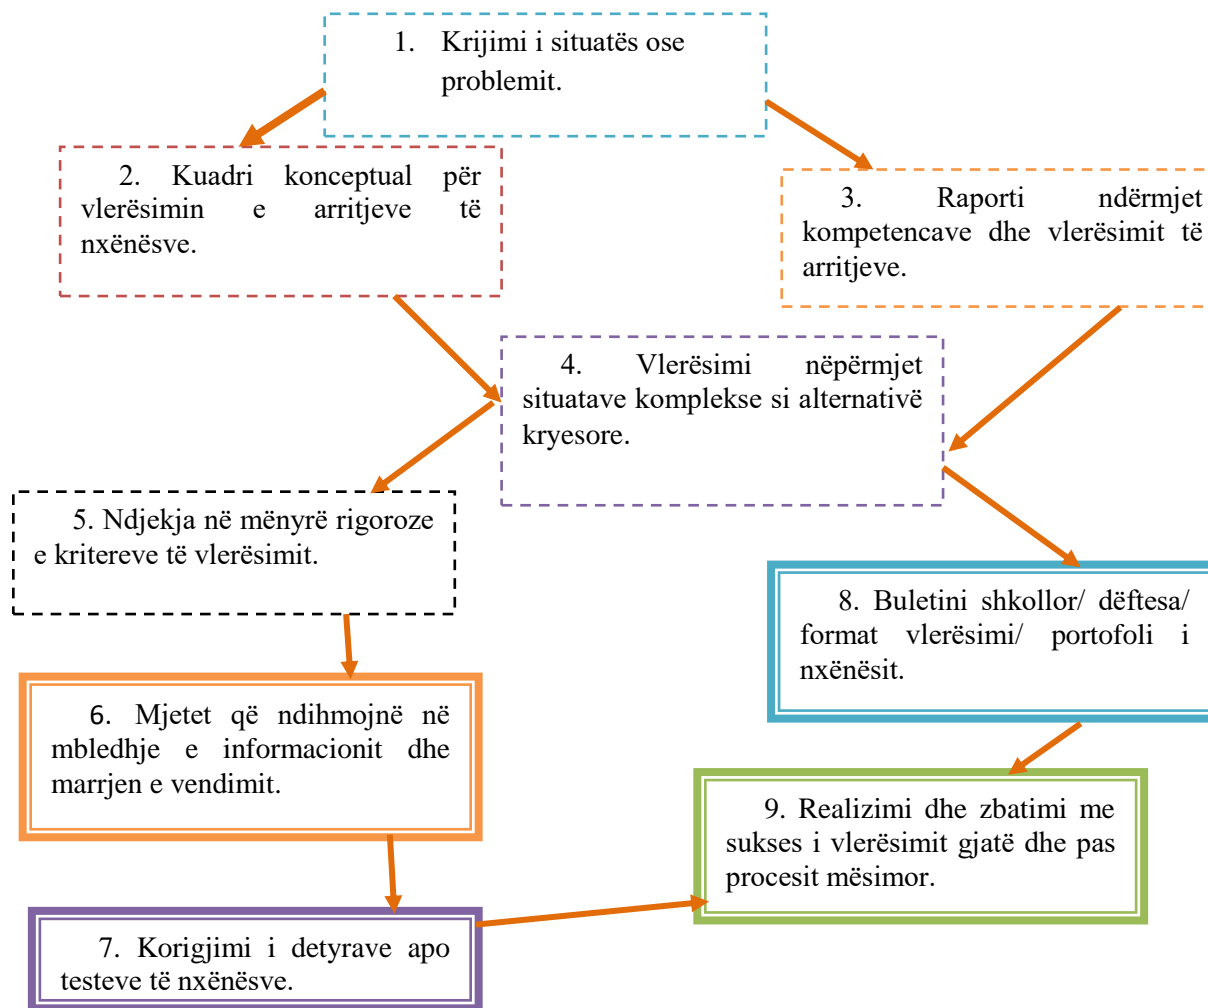 1. Krijimi i situatës ose
problemit.
2. Kuadri konceptual për
vlerësimin e arritjeve të
nxënësve.
3. Raporti ndërmjet
kompetencave dhe vlerësimit të
arritjeve.
4. Vlerësimi nëpërmjet
situatave komplekse si alternativë
kryesore.
5. Ndjekja në mënyrë rigoroze
e kritereve të vlerësimit.
8. Buletini shkollor/ dëftesa/
format vlerësimi/ portofoli i
nxënësit.
6. Mjetet që ndihmojnë në
mbledhje e informacionit dhe
marrjen e vendimit.
9. Realizimi dhe zbatimi me
sukses i vlerësimit gjatë dhe pas
procesit mësimor.
7. Korigjimi i detyrave apo
testeve të nxënësve.